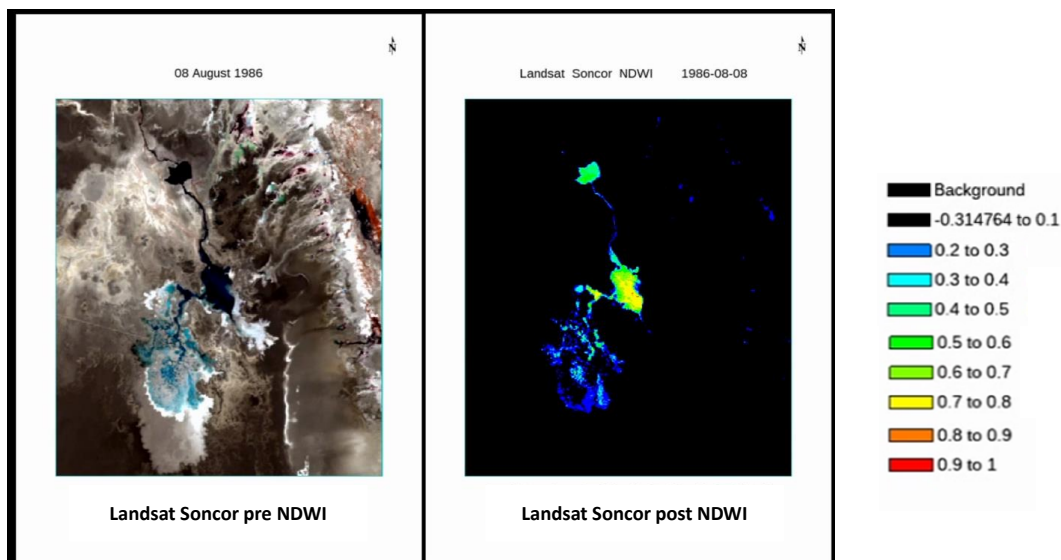 N
08 August 1986
Landsat Soncor pre NDWI
N
Landsat Soncor NDWI 1986-08-08
Landsat Soncor post NDWI
Background
-0.314764 to 0.1
0.2 to 0.3
0.3 to 0.4
0.4 to 0.5
0.5 to 0.6
0.6 to 0.7
0.7 to 0.8
0.8 to 0.9
0.9 to 1